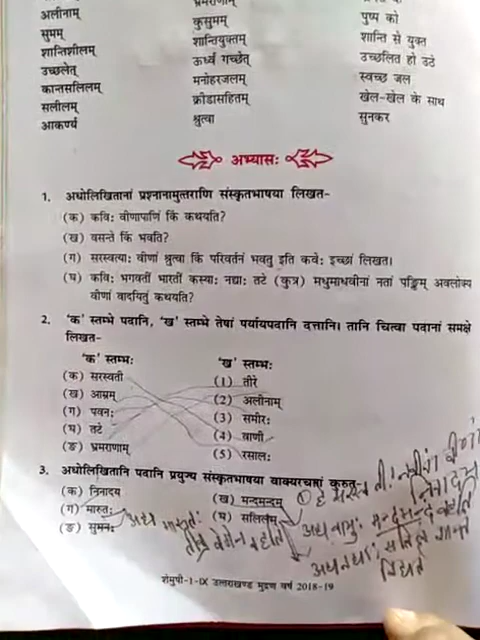 अलीनाम्
सुमम् कुसुमम् पुष्प को
शान्तिशीलम् शान्तियुक्तम् शान्ति से युक्त
उच्छलेत् ऊर्ध्व गच्छेत् उच्छलित हो उठे
कान्तसलिलम् मनोहरजलम् स्वच्छ जल
सलीलम् क्रीडासहितम् खेल-खेल के साथ
आकर्ण्य श्रुत्वा सुनकर
अभ्यासः
1. अधोलिखितानां प्रश्नानामुत्तराणि संस्कृतभाषया लिखत-
(क) कविः वीणापाणिं किं कथयति?
(ख) वसन्ते किं भवति?
(ग) सरस्वत्याः वीणां श्रुत्वा किं परिवर्तनं भवतु इति कवेः इच्छां लिखत।
(घ) कविः भगवतीं भारतीं कस्याः नद्याः तटे (कुत्र) मधुमाधवीनां नतां पङ्क्तिम् अवलोक्य
वीणां वादयितुं कथयति?
2. 'क' स्तम्भे पदानि, 'ख' स्तम्भे तेषां पर्यायपदानि दत्तानि। तानि चित्वा पदानां समक्षे
लिखत-
'क' स्तम्भः 'ख' स्तम्भः
(क) सरस्वती (1) तीरे
(ख) आम्रम् (2) अलीनाम्
(ग) पवनः (3) समीरः
(घ) तटे (4) वाणी
(ङ) भ्रमराणाम् (5) रसालः
3. अधोलिखितानि पदानि प्रयुज्य संस्कृतभाषया वाक्यरचनां कुरुत-
(क) निनादय (ख) मन्दमन्दम्
(ग) मारुतः (घ) सलिलम्
(ङ) सुमनः
शेमुषी-1-IX उत्तराखण्ड मुद्रण वर्ष 2018-19